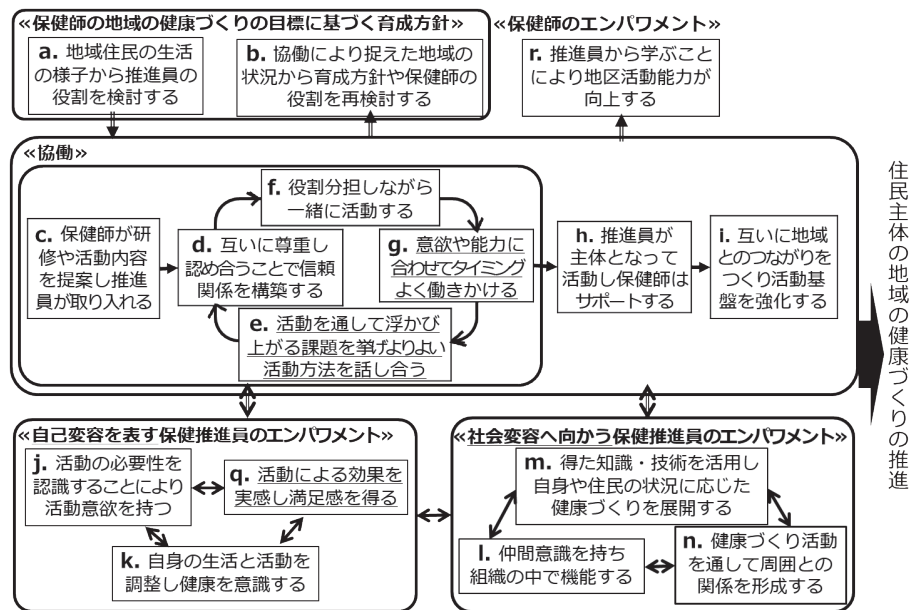 ≪保健師の地域の健康づくりの目標に基づく育成方針≫
a. 地域住民の生活
の様子から推進員の
役割を検討する
b. 協働により捉えた地域の
状況から育成方針や保健師の
役割を再検討する
≪保健師のエンパワメント≫
r. 推進員から学ぶこと
により地区活動能力が
向上する
≪協働≫
c. 保健師が研
修や活動内容
を提案し推進
員が取り入れる
d. 互いに尊重し
認め合うことで信頼
関係を構築する
f. 役割分担しながら
一緒に活動する
g. 意欲や能力に
合わせてタイミング
よく働きかける
e. 活動を通して浮かび
上がる課題を挙げよりよい
活動方法を話し合う
h. 推進員が
主体となって
活動し保健師は
サポートする
i. 互いに地域
とのつながりを
つくり活動基
盤を強化する
住民主体の地域の健康づくりの推進
≪自己変容を表す保健推進員のエンパワメント≫
j. 活動の必要性を
認識することにより
活動意欲を持つ
q. 活動による効果を
実感し満足感を得る
k. 自身の生活と活動を
調整し健康を意識する
≪社会変容へ向かう保健推進員のエンパワメント≫
m. 得た知識・技術を活用し
自身や住民の状況に応じた
健康づくりを展開する
l. 仲間意識を持ち
組織の中で機能する
n. 健康づくり活動
を通して周囲との
関係を形成する